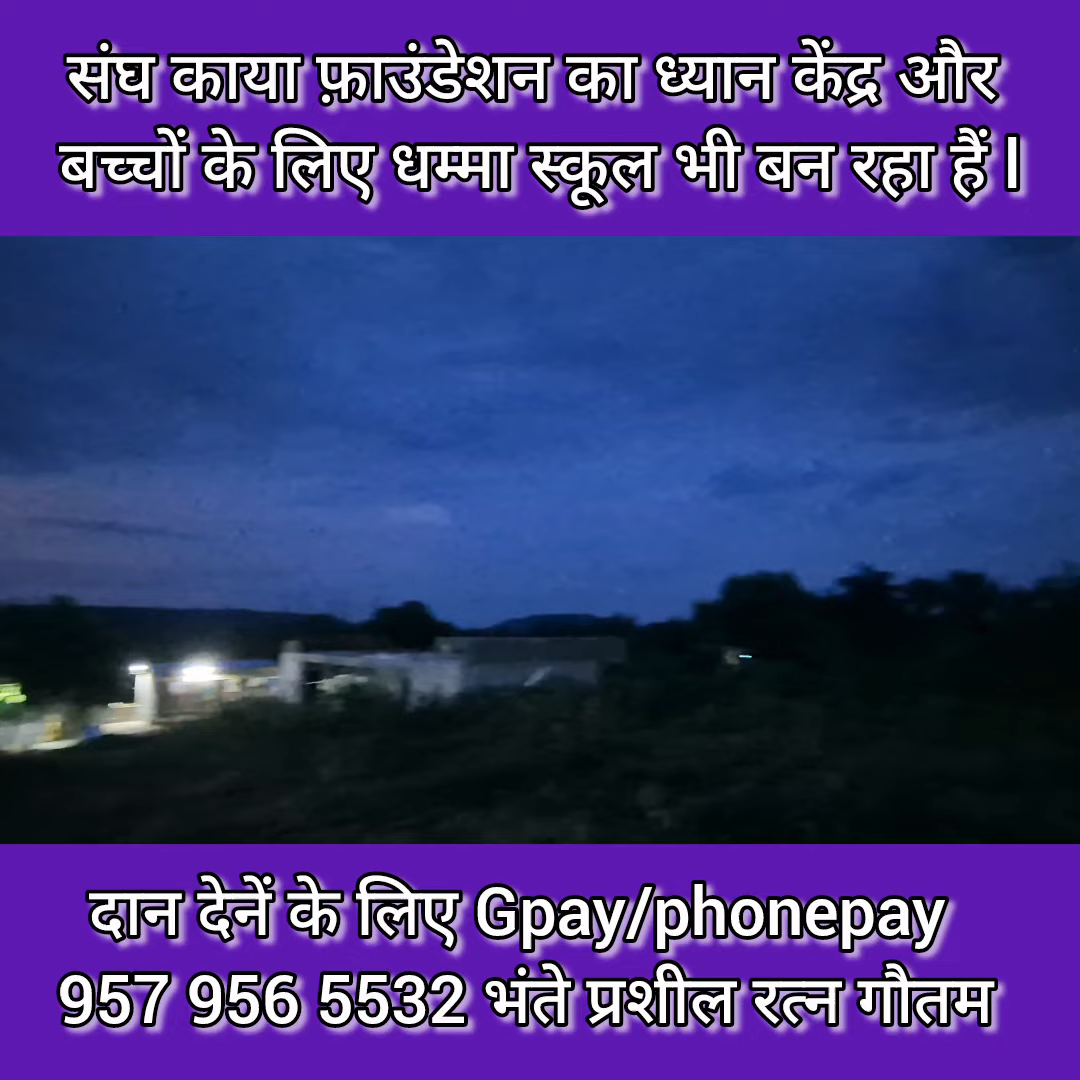 संघ काया फ़ाउंडेशन का ध्यान केंद्र और
बच्चों के लिए धम्मा स्कूल भी बन रहा हैं l
दान देनें के लिए Gpay/phonepay
957 956 5532 भंते प्रशील रत्न गौतम